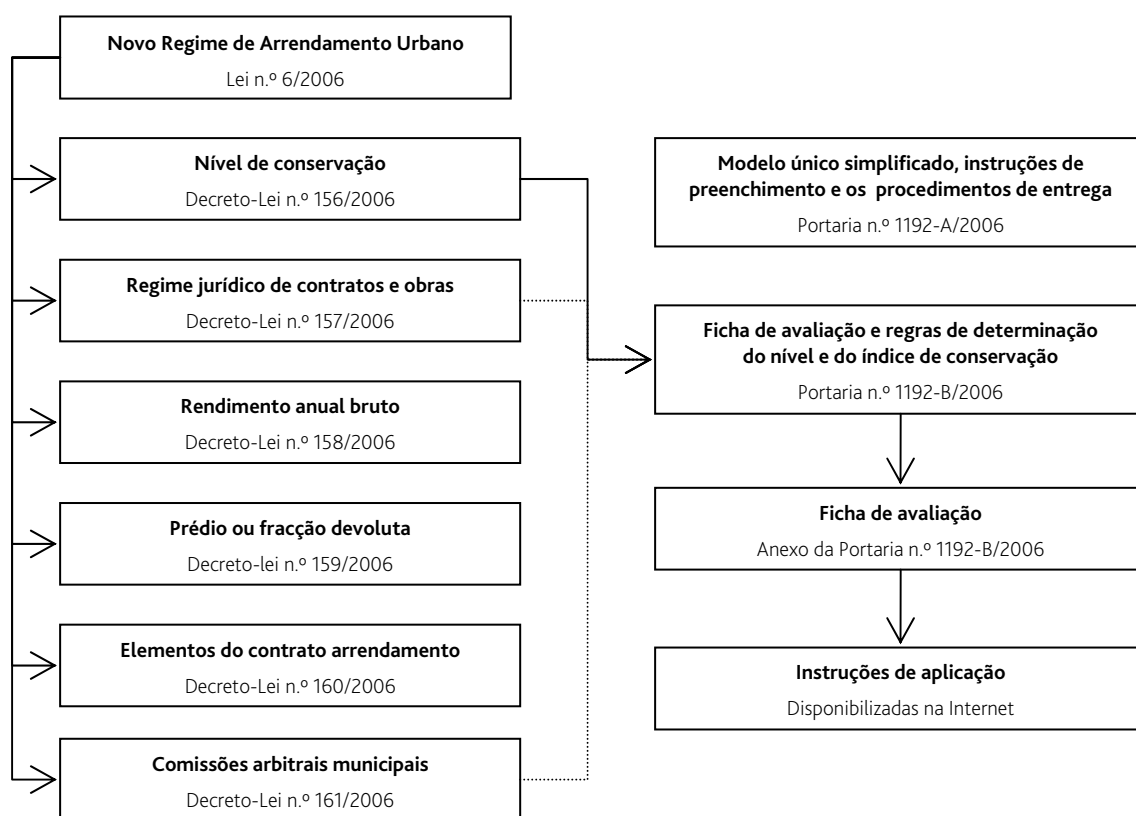 Novo Regime de Arrendamento Urbano
Lei n.º 6/2006
Nível de conservação
Decreto-Lei n.º 156/2006
Regime jurídico de contratos e obras
Decreto-Lei n.º 157/2006
Rendimento anual bruto
Decreto-Lei n.º 158/2006
Prédio ou fracção devoluta
Decreto-lei n.º 159/2006
Elementos do contrato arrendamento
Decreto-Lei n.º 160/2006
Comissões arbitrais municipais
Decreto-Lei n.º 161/2006
Modelo único simplificado, instruções de
preenchimento e os procedimentos de entrega
Portaria n.º 1192-A/2006
Ficha de avaliação e regras de determinação
do nível e do índice de conservação
Portaria n.º 1192-B/2006
Ficha de avaliação
Anexo da Portaria n.º 1192-B/2006
Instruções de aplicação
Disponibilizadas na Internet